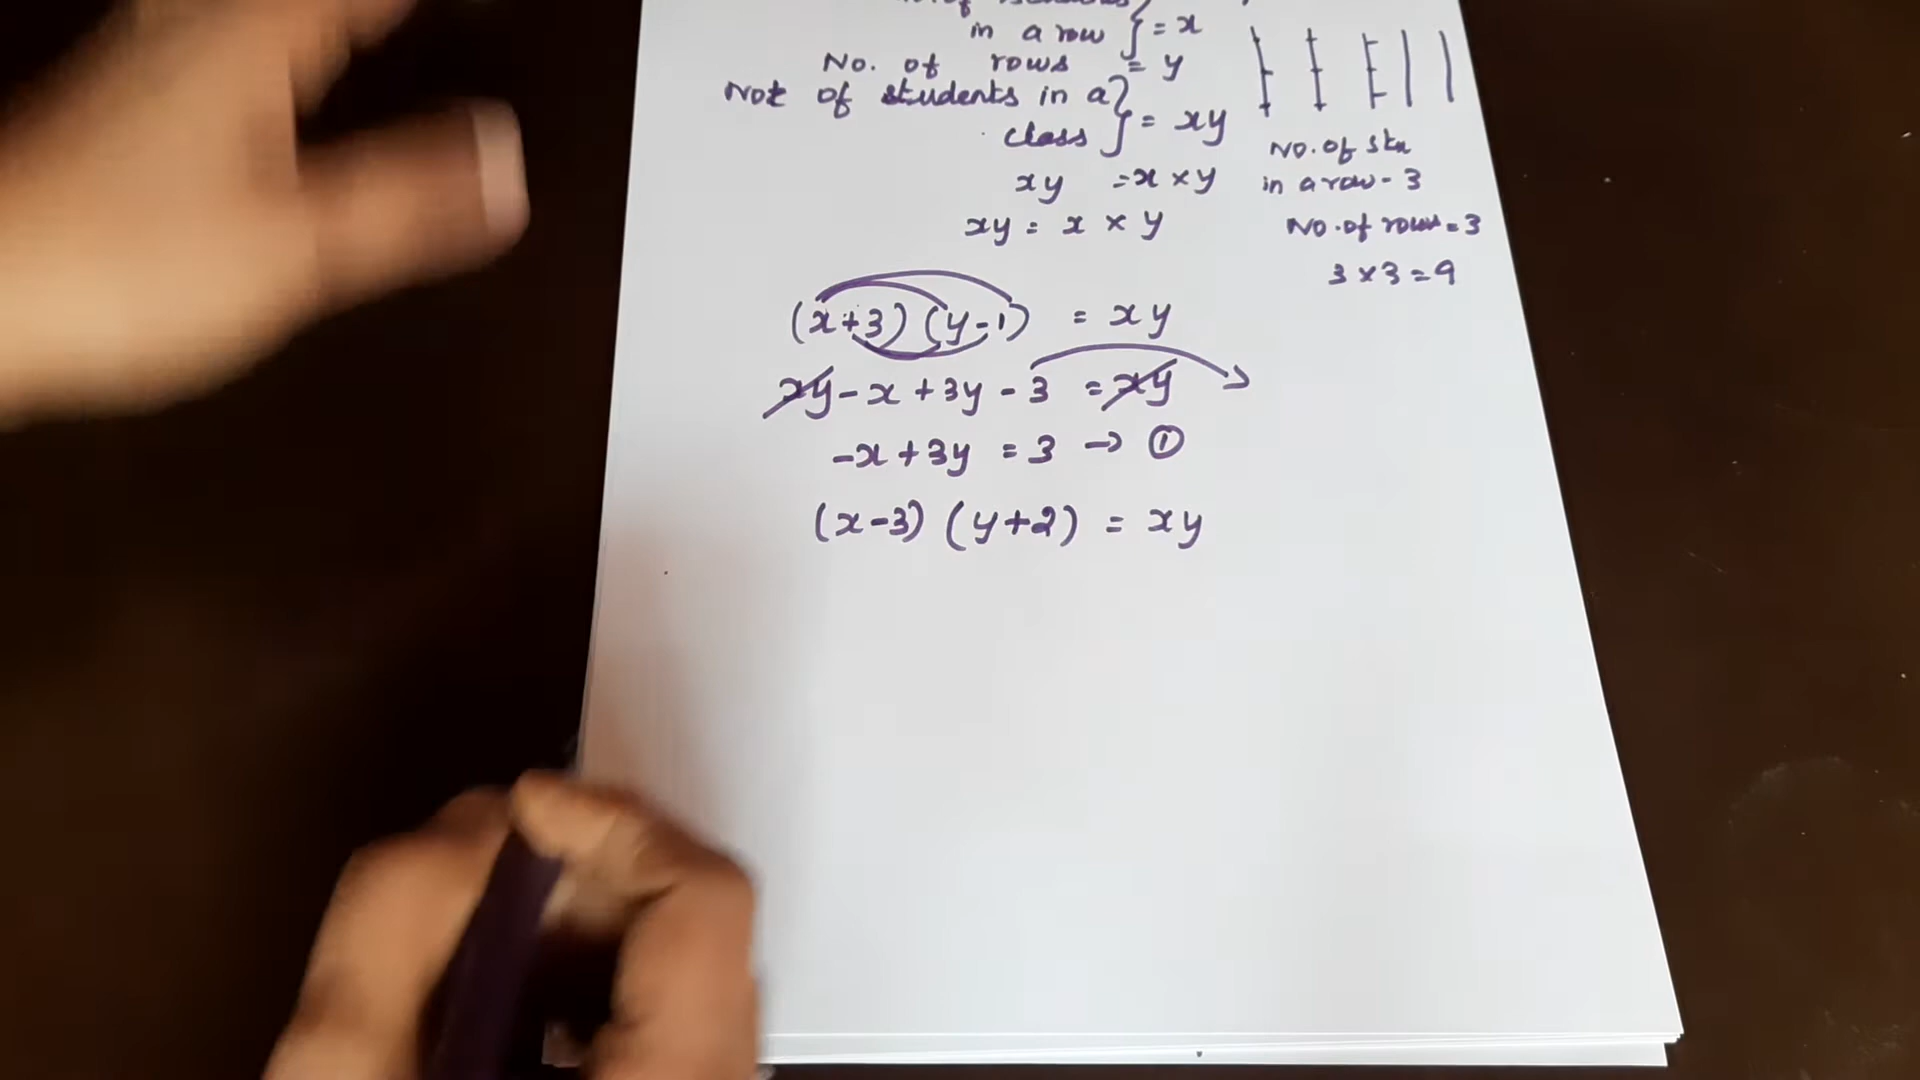 in a row } = x
No. of rows = y
Not of students in a }
class } = xy
xy = x × y
xy = x × y
No. of stu
in a row - 3
No. of rows = 3
3 × 3 = 9
(x+3) (y-1) = xy
xy - x + 3y - 3 = xy
-x + 3y = 3 → ①
(x-3) (y+2) = xy